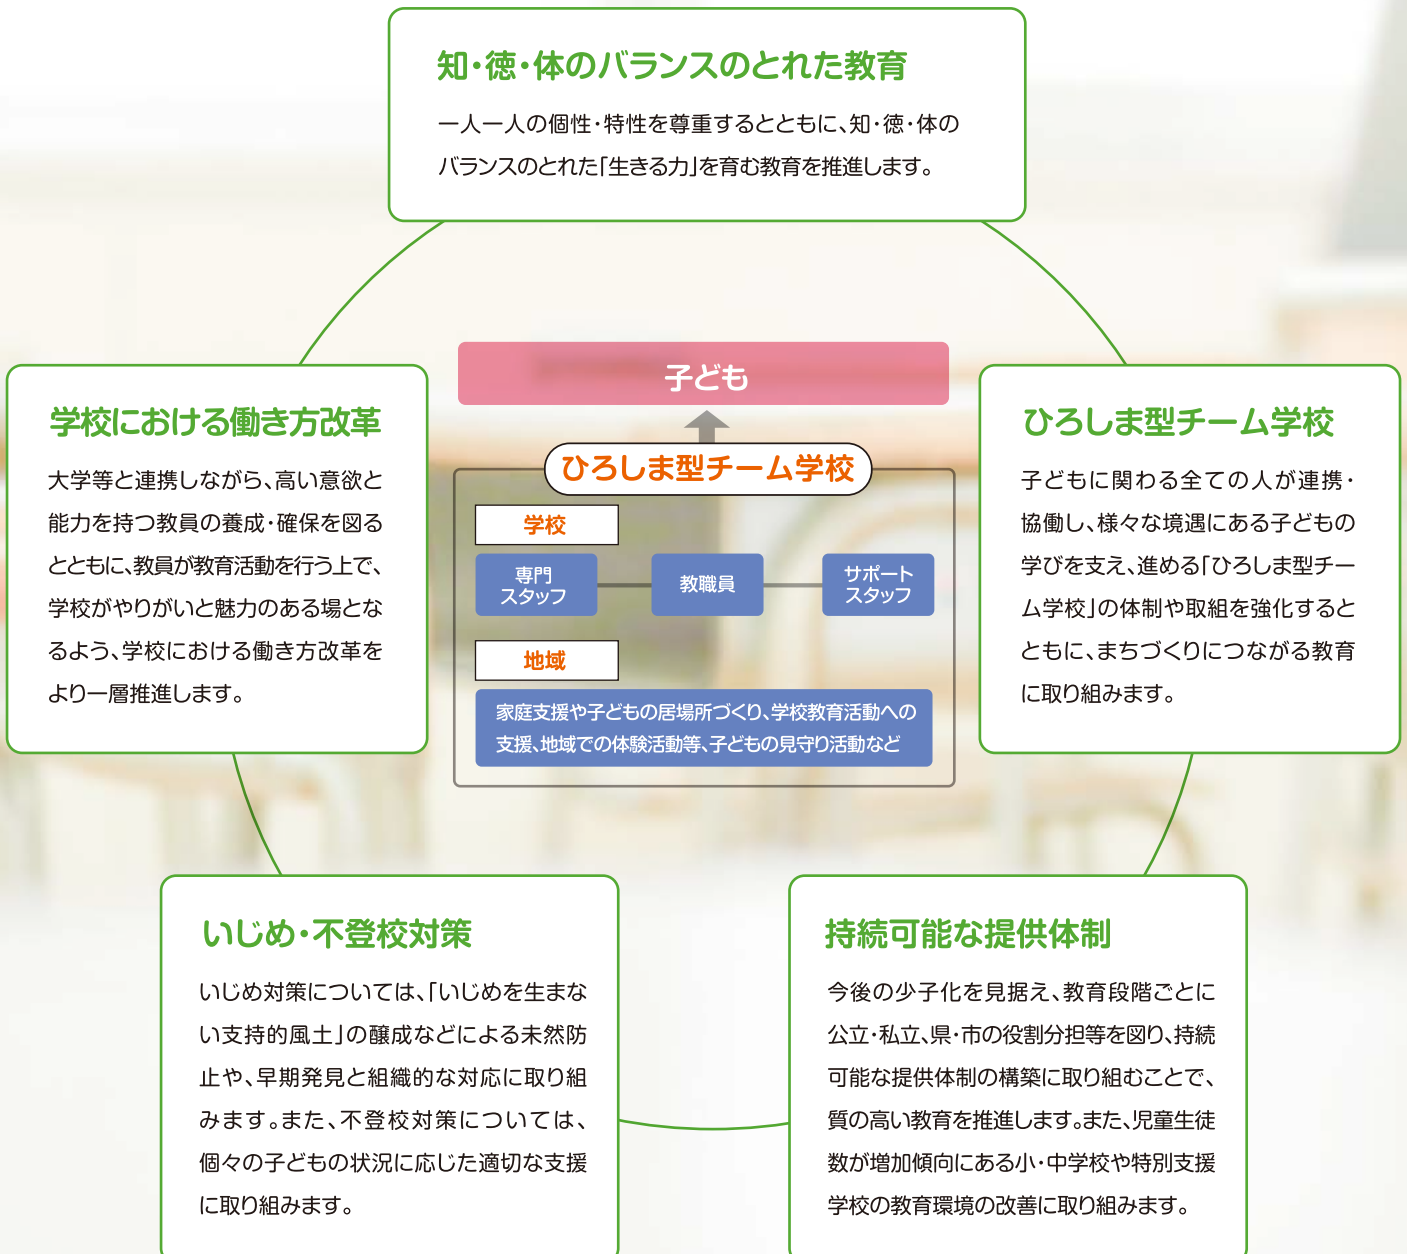 知・徳・体のバランスのとれた教育
一人一人の個性・特性を尊重するとともに、知・徳・体の
バランスのとれた「生きる力」を育む教育を推進します。
学校における働き方改革
大学等と連携しながら、高い意欲と
能力を持つ教員の養成・確保を図る
とともに、教員が教育活動を行う上で、
学校がやりがいと魅力のある場とな
るよう、学校における働き方改革を
より一層推進します。
子ども
ひろしま型チーム学校
学校
専門
スタッフ
教職員
サポート
スタッフ
地域
家庭支援や子どもの居場所づくり、学校教育活動への
支援、地域での体験活動等、子どもの見守り活動など
ひろしま型チーム学校
子どもに関わる全ての人が連携・
協働し、様々な境遇にある子どもの
学びを支え、進める「ひろしま型チー
ム学校」の体制や取組を強化すると
ともに、まちづくりにつながる教育
に取り組みます。
いじめ・不登校対策
いじめ対策については、「いじめを生まな
い支持的風土」の醸成などによる未然防
止や、早期発見と組織的な対応に取り組
みます。また、不登校対策については、
個々の子どもの状況に応じた適切な支援
に取り組みます。
持続可能な提供体制
今後の少子化を見据え、教育段階ごとに
公立・私立、県・市の役割分担等を図り、持続
可能な提供体制の構築に取り組むことで、
質の高い教育を推進します。また、児童生徒
数が増加傾向にある小・中学校や特別支援
学校の教育環境の改善に取り組みます。